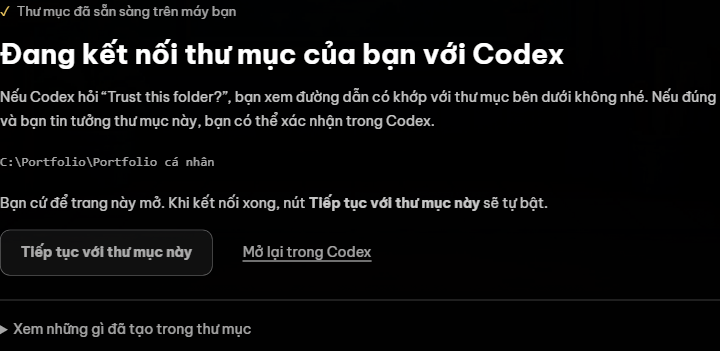 ✓ Thư mục đã sẵn sàng trên máy bạn
Đang kết nối thư mục của bạn với Codex
Nếu Codex hỏi “Trust this folder?”, bạn xem đường dẫn có khớp với thư mục bên dưới không nhé. Nếu đúng
và bạn tin tưởng thư mục này, bạn có thể xác nhận trong Codex.
C:\Portfolio\Portfolio cá nhân
Bạn cứ để trang này mở. Khi kết nối xong, nút Tiếp tục với thư mục này sẽ tự bật.
Tiếp tục với thư mục này
Mở lại trong Codex
▶ Xem những gì đã tạo trong thư mục